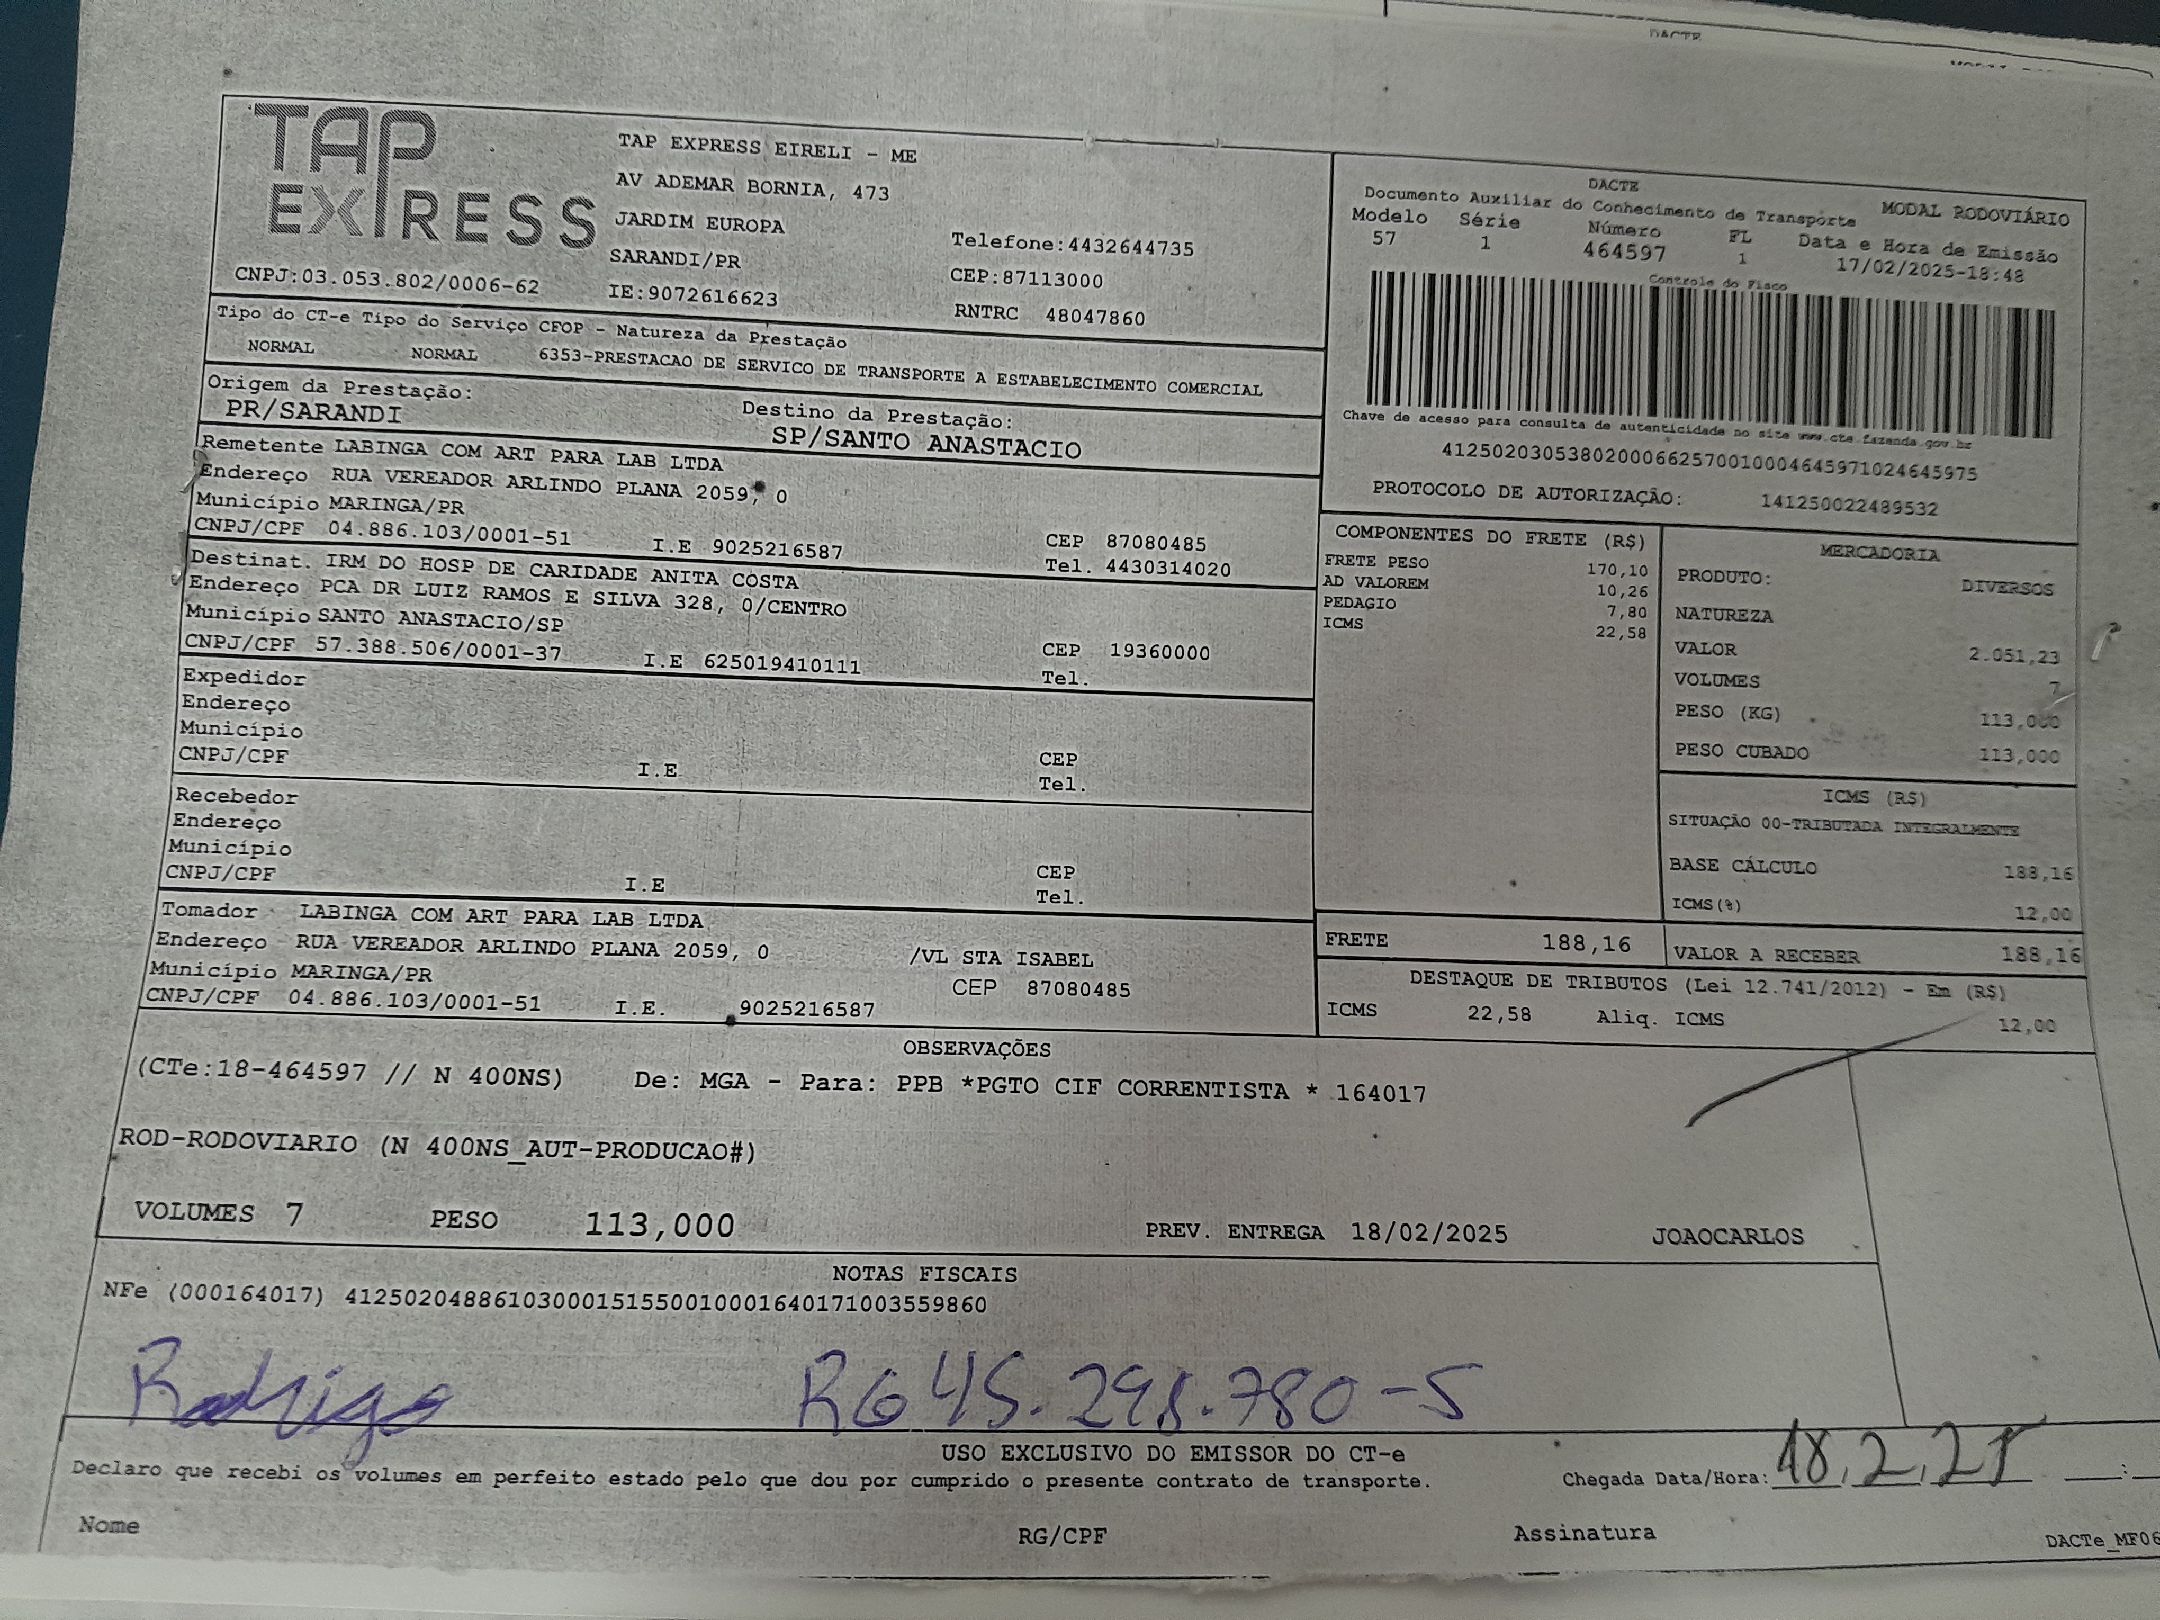 DACTE
TAP
EXPRESS
CNPJ:03.053.802/0006-62
TAP EXPRESS EIRELI - ME
AV ADEMAR BORNIA, 473
JARDIM EUROPA
SARANDI/PR
IE:9072616623
Telefone:4432644735
CEP:87113000
RNTRC 48047860
DACTE
Documento Auxiliar do Conhecimento de Transporte MODAL RODOVIÁRIO
Modelo Série Número FL Data e Hora de Emissão
57 1 464597 1 17/02/2025-18:48
Controle do Fisco
Chave de acesso para consulta de autenticidade no site www.cte.fazenda.gov.br
41250203053802000662570010004645971024645975
PROTOCOLO DE AUTORIZAÇÃO: 141250022489532
Tipo do CT-e Tipo do Serviço CFOP - Natureza da Prestação
NORMAL NORMAL 6353-PRESTACAO DE SERVICO DE TRANSPORTE A ESTABELECIMENTO COMERCIAL
Origem da Prestação: Destino da Prestação:
PR/SARANDI SP/SANTO ANASTACIO
Remetente LABINGA COM ART PARA LAB LTDA
Endereço RUA VEREADOR ARLINDO PLANA 2059, 0
Município MARINGA/PR CEP 87080485
CNPJ/CPF 04.886.103/0001-51 I.E 9025216587 Tel. 4430314020
Destinat. IRM DO HOSP DE CARIDADE ANITA COSTA
Endereço PCA DR LUIZ RAMOS E SILVA 328, 0/CENTRO
Município SANTO ANASTACIO/SP CEP 19360000
CNPJ/CPF 57.388.506/0001-37 I.E 625019410111 Tel.
Expedidor
Endereço
Município CEP
CNPJ/CPF I.E Tel.
Recebedor
Endereço
Município CEP
CNPJ/CPF I.E Tel.
Tomador LABINGA COM ART PARA LAB LTDA
Endereço RUA VEREADOR ARLINDO PLANA 2059, 0 /VL STA ISABEL
Município MARINGA/PR CEP 87080485
CNPJ/CPF 04.886.103/0001-51 I.E. 9025216587
COMPONENTES DO FRETE (R$)
FRETE PESO 170,10
AD VALOREM 10,26
PEDAGIO 7,80
ICMS 22,58
MERCADORIA
PRODUTO: DIVERSOS
NATUREZA
VALOR 2.051,23
VOLUMES 7
PESO (KG) 113,000
PESO CUBADO 113,000
ICMS (R$)
SITUAÇÃO 00-TRIBUTADA INTEGRALMENTE
BASE CÁLCULO 188,16
ICMS(%) 12,00
FRETE 188,16 VALOR A RECEBER 188,16
DESTAQUE DE TRIBUTOS (Lei 12.741/2012) - Em (R$)
ICMS 22,58 Aliq. ICMS 12,00
OBSERVAÇÕES
(CTe:18-464597 // N 400NS) De: MGA - Para: PPB *PGTO CIF CORRENTISTA * 164017
ROD-RODOVIARIO (N 400NS_AUT-PRODUCAO#)
VOLUMES 7 PESO 113,000 PREV. ENTREGA 18/02/2025 JOAOCARLOS
NOTAS FISCAIS
NFe (000164017) 41250204886103000151550010001640171003559860
Rodrigo RG 45.298.780-5
USO EXCLUSIVO DO EMISSOR DO CT-e
Declaro que recebi os volumes em perfeito estado pelo que dou por cumprido o presente contrato de transporte. Chegada Data/Hora: 18.2.25
Nome RG/CPF Assinatura DACTe_MF06